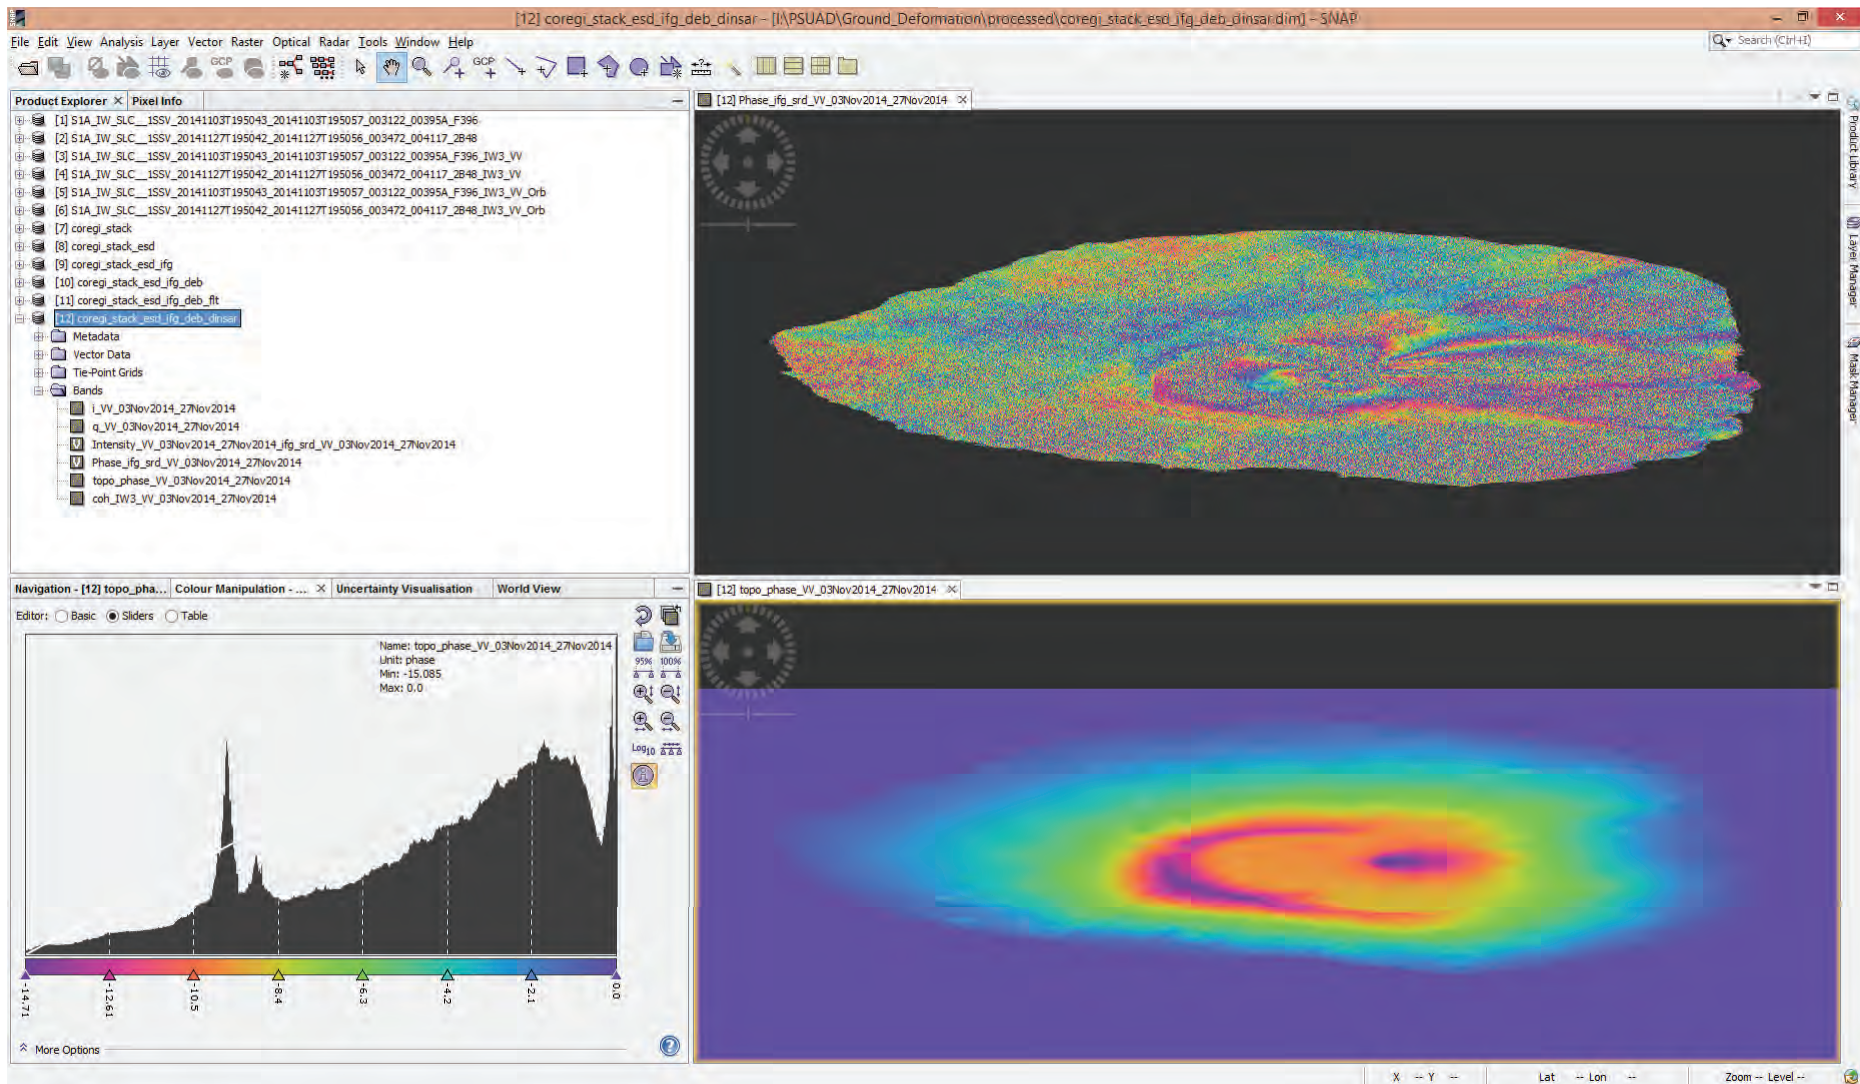 [12] coregi_stack_esd_ifg_deb_dinsar – [I:\PSUAD\Ground_Deformation\processed\coregi_stack_esd_ifg_deb_dinsar.dim] – SNAP
File Edit View Analysis Layer Vector Raster Optical Radar Tools Window Help
Search (Ctrl+I)
GCP
GCP
Product Explorer Pixel Info
[1] S1A_IW_SLC__1SSV_20141103T195043_20141103T195057_003122_00395A_F396
[2] S1A_IW_SLC__1SSV_20141127T195042_20141127T195056_003472_004117_2B48
[3] S1A_IW_SLC__1SSV_20141103T195043_20141103T195057_003122_00395A_F396_IW3_VV
[4] S1A_IW_SLC__1SSV_20141127T195042_20141127T195056_003472_004117_2B48_IW3_VV
[5] S1A_IW_SLC__1SSV_20141103T195043_20141103T195057_003122_00395A_F396_IW3_VV_Orb
[6] S1A_IW_SLC__1SSV_20141127T195042_20141127T195056_003472_004117_2B48_IW3_VV_Orb
[7] coregi_stack
[8] coregi_stack_esd
[9] coregi_stack_esd_ifg
[10] coregi_stack_esd_ifg_deb
[11] coregi_stack_esd_ifg_deb_flt
[12] coregi_stack_esd_ifg_deb_dinsar
Metadata
Vector Data
Tie-Point Grids
Bands
i_VV_03Nov2014_27Nov2014
q_VV_03Nov2014_27Nov2014
Intensity_VV_03Nov2014_27Nov2014_ifg_srd_VV_03Nov2014_27Nov2014
Phase_ifg_srd_VV_03Nov2014_27Nov2014
topo_phase_VV_03Nov2014_27Nov2014
coh_IW3_VV_03Nov2014_27Nov2014
[12] Phase_ifg_srd_VV_03Nov2014_27Nov2014
Product Library
Layer Manager
Mask Manager
Navigation - [12] topo_pha... Colour Manipulation - ... Uncertainty Visualisation World View
Editor: Basic Sliders Table
Name: topo_phase_VV_03Nov2014_27Nov2014
Unit: phase
Min: -15.085
Max: 0.0
95% 100%
Log10
-14.71 -12.61 -10.5 -8.4 -6.3 -4.2 -2.1 0.0
More Options
[12] topo_phase_VV_03Nov2014_27Nov2014
X -- Y -- Lat -- Lon -- Zoom -- Level --